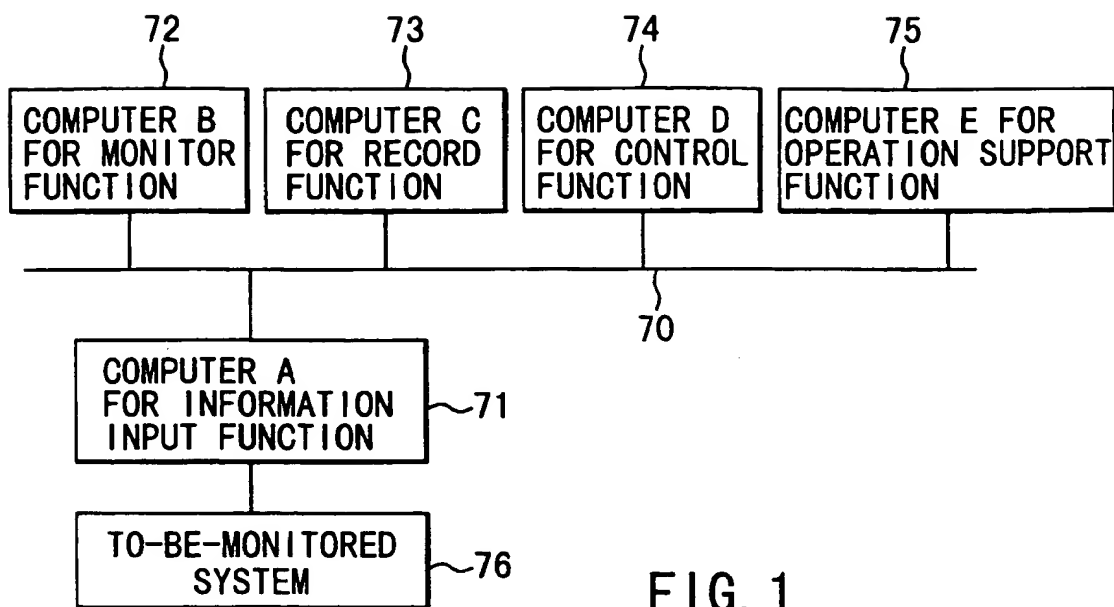 72
73
74
75
COMPUTER B
FOR MONITOR
FUNCTION
COMPUTER C
FOR RECORD
FUNCTION
COMPUTER D
FOR CONTROL
FUNCTION
COMPUTER E FOR
OPERATION SUPPORT
FUNCTION
70
COMPUTER A
FOR INFORMATION
INPUT FUNCTION
71
TO-BE-MONITORED
SYSTEM
76
FIG. 1